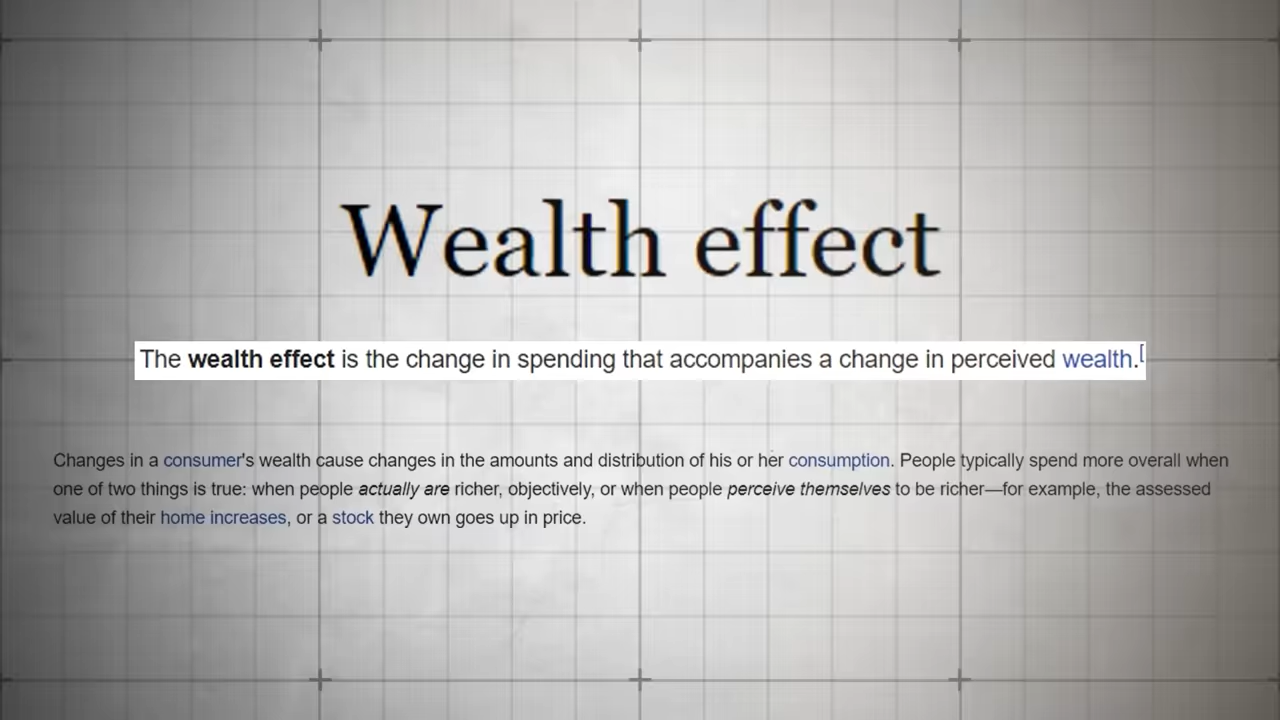 Wealth effect
The wealth effect is the change in spending that accompanies a change in perceived wealth.[
Changes in a consumer's wealth cause changes in the amounts and distribution of his or her consumption. People typically spend more overall when
one of two things is true: when people actually are richer, objectively, or when people perceive themselves to be richer—for example, the assessed
value of their home increases, or a stock they own goes up in price.